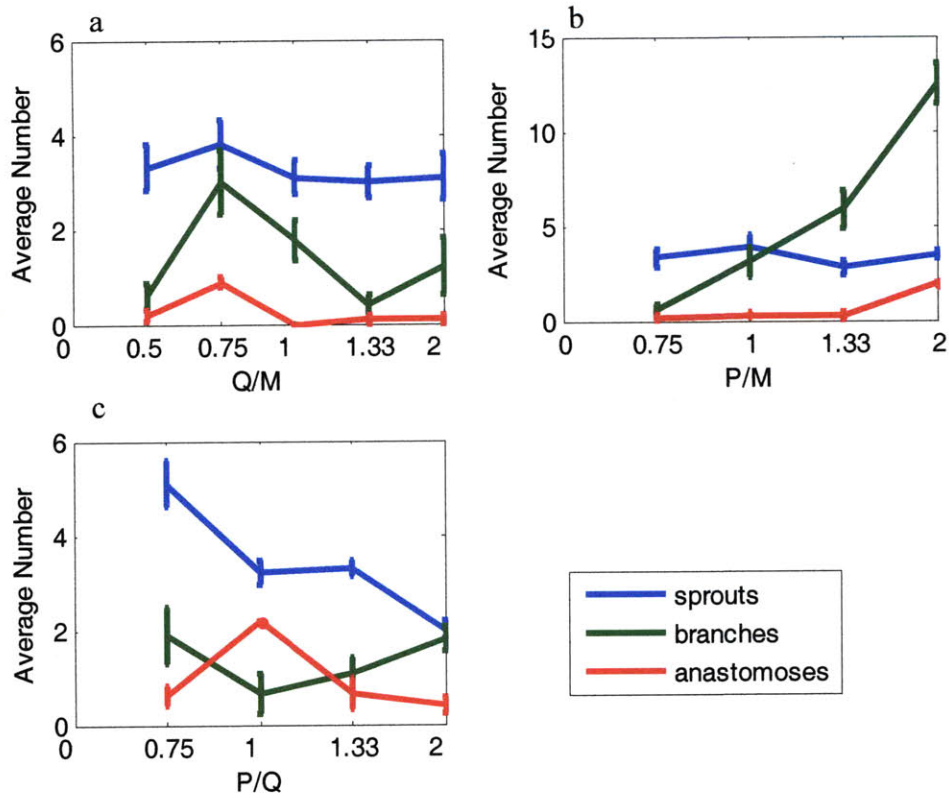 a
6
4
2
0
Average Number
0 0.5 0.75 1 1.33 2
Q/M
b
15
10
5
0
Average Number
0 0.75 1 1.33 2
P/M
c
6
4
2
0
Average Number
0 0.75 1 1.33 2
P/Q
sprouts
branches
anastomoses